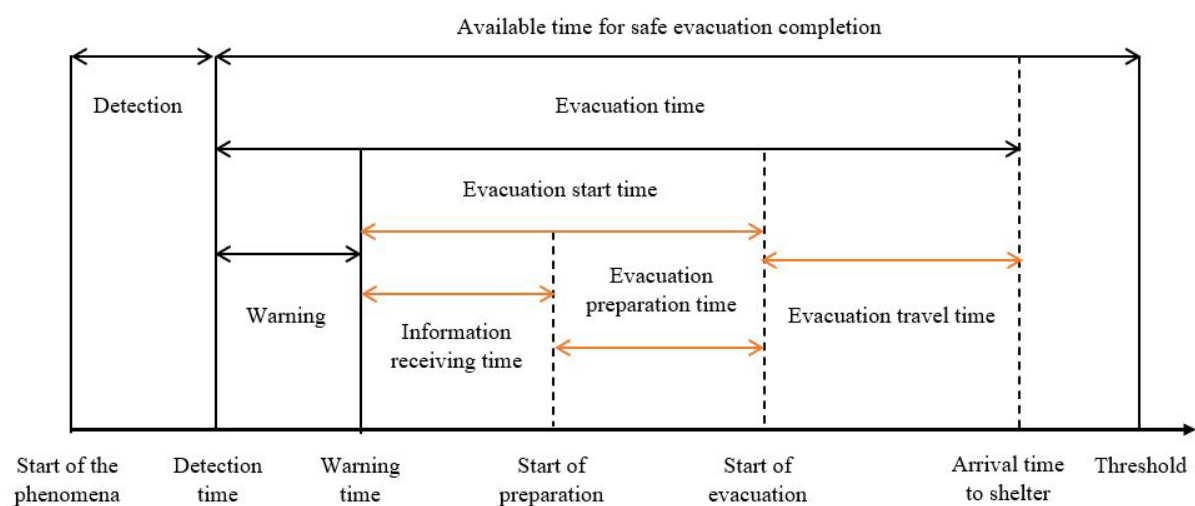 Available time for safe evacuation completion
Detection
Evacuation time
Evacuation start time
Warning
Information
receiving time
Evacuation
preparation time
Evacuation travel time
Start of the
phenomena
Detection
time
Warning
time
Start of
preparation
Start of
evacuation
Arrival time
to shelter
Threshold